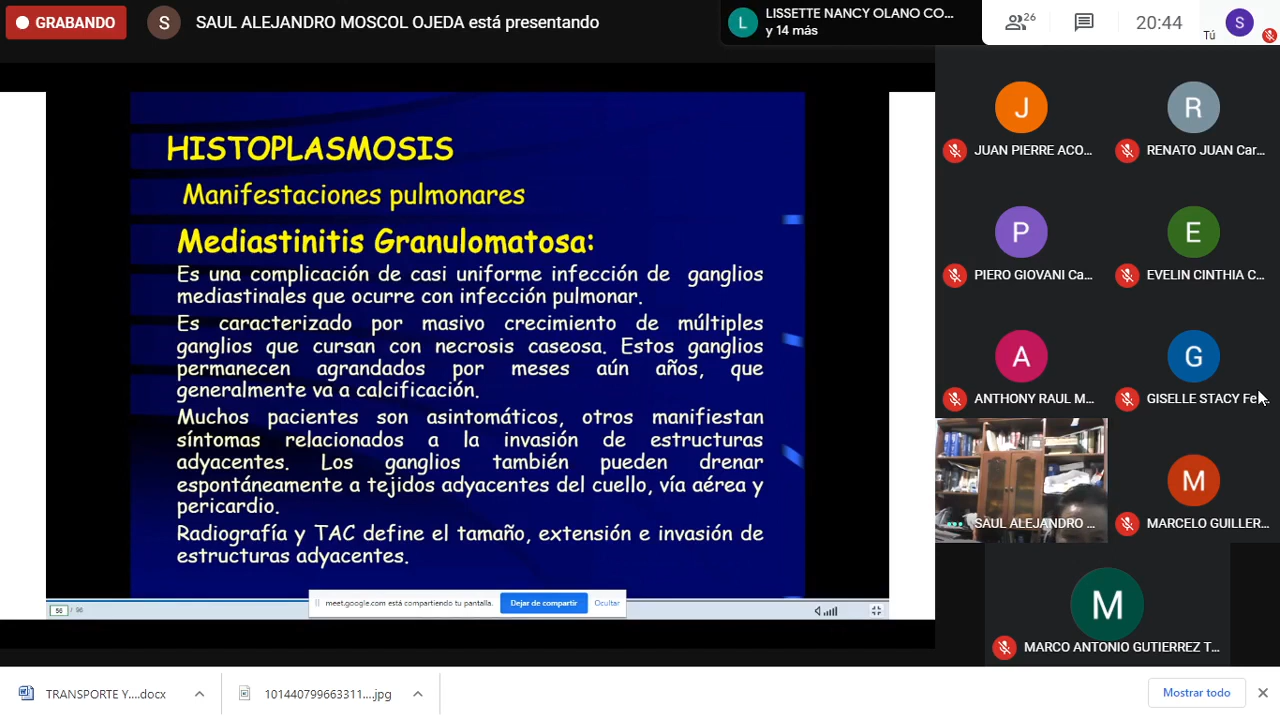 GRABANDO
S
SAUL ALEJANDRO MOSCOL OJEDA está presentando
L
LISSETTE NANCY OLANO CO...
y 14 más
26
20:44
Tú
S
HISTOPLASMOSIS
Manifestaciones pulmonares
Mediastinitis Granulomatosa:
Es una complicación de casi uniforme infección de ganglios
mediastinales que ocurre con infección pulmonar.
Es caracterizado por masivo crecimiento de múltiples
ganglios que cursan con necrosis caseosa. Estos ganglios
permanecen agrandados por meses aún años, que
generalmente va a calcificación.
Muchos pacientes son asintomáticos, otros manifiestan
síntomas relacionados a la invasión de estructuras
adyacentes. Los ganglios también pueden drenar
espontáneamente a tejidos adyacentes del cuello, vía aérea y
pericardio.
Radiografía y TAC define el tamaño, extensión e invasión de
estructuras adyacentes.
meet.google.com está compartiendo tu pantalla.
Dejar de compartir
Ocultar
56 / 98
J
JUAN PIERRE ACO...
R
RENATO JUAN Car...
P
PIERO GIOVANI Ca...
E
EVELIN CINTHIA C...
A
ANTHONY RAUL M...
G
GISELLE STACY Fe...
SAUL ALEJANDRO ...
M
MARCELO GUILLER...
M
MARCO ANTONIO GUTIERREZ T...
TRANSPORTE Y....docx
101440799663311....jpg
Mostrar todo